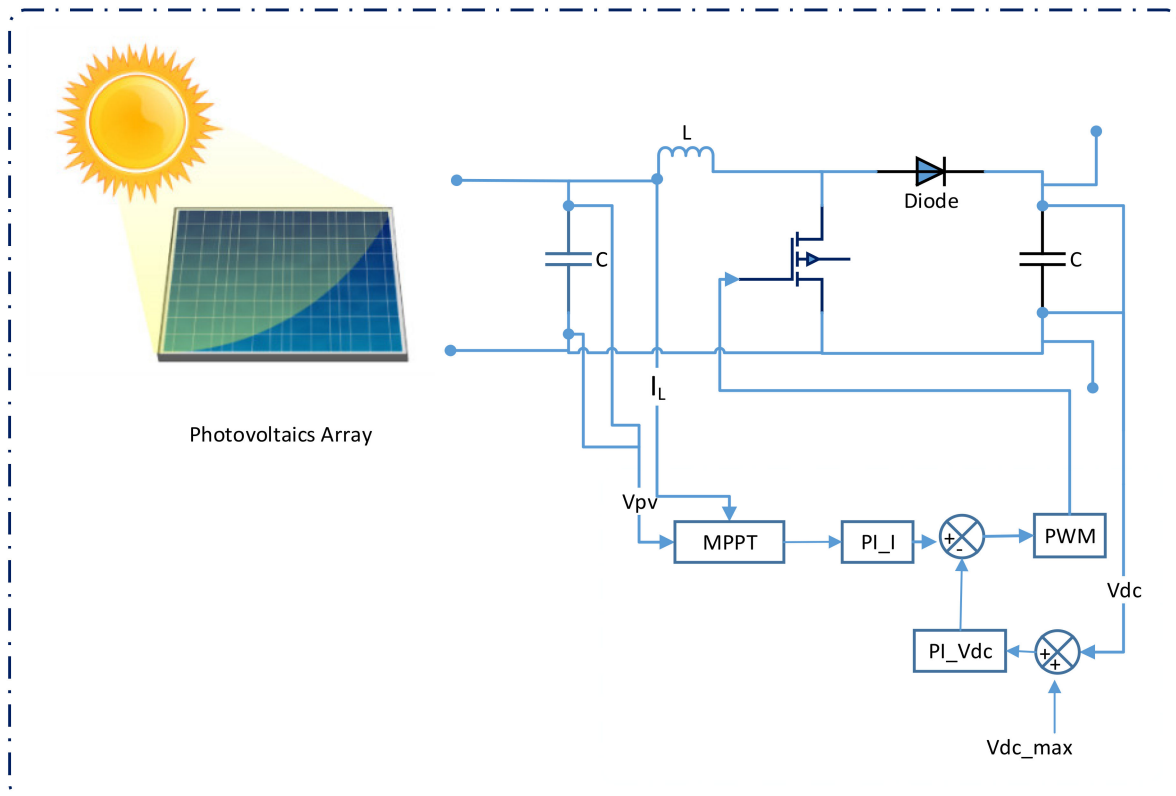 L
Diode
C
C
I_L
Photovoltaics Array
Vpv
MPPT
PI_I
+
-
PWM
Vdc
PI_Vdc
+
+
Vdc_max